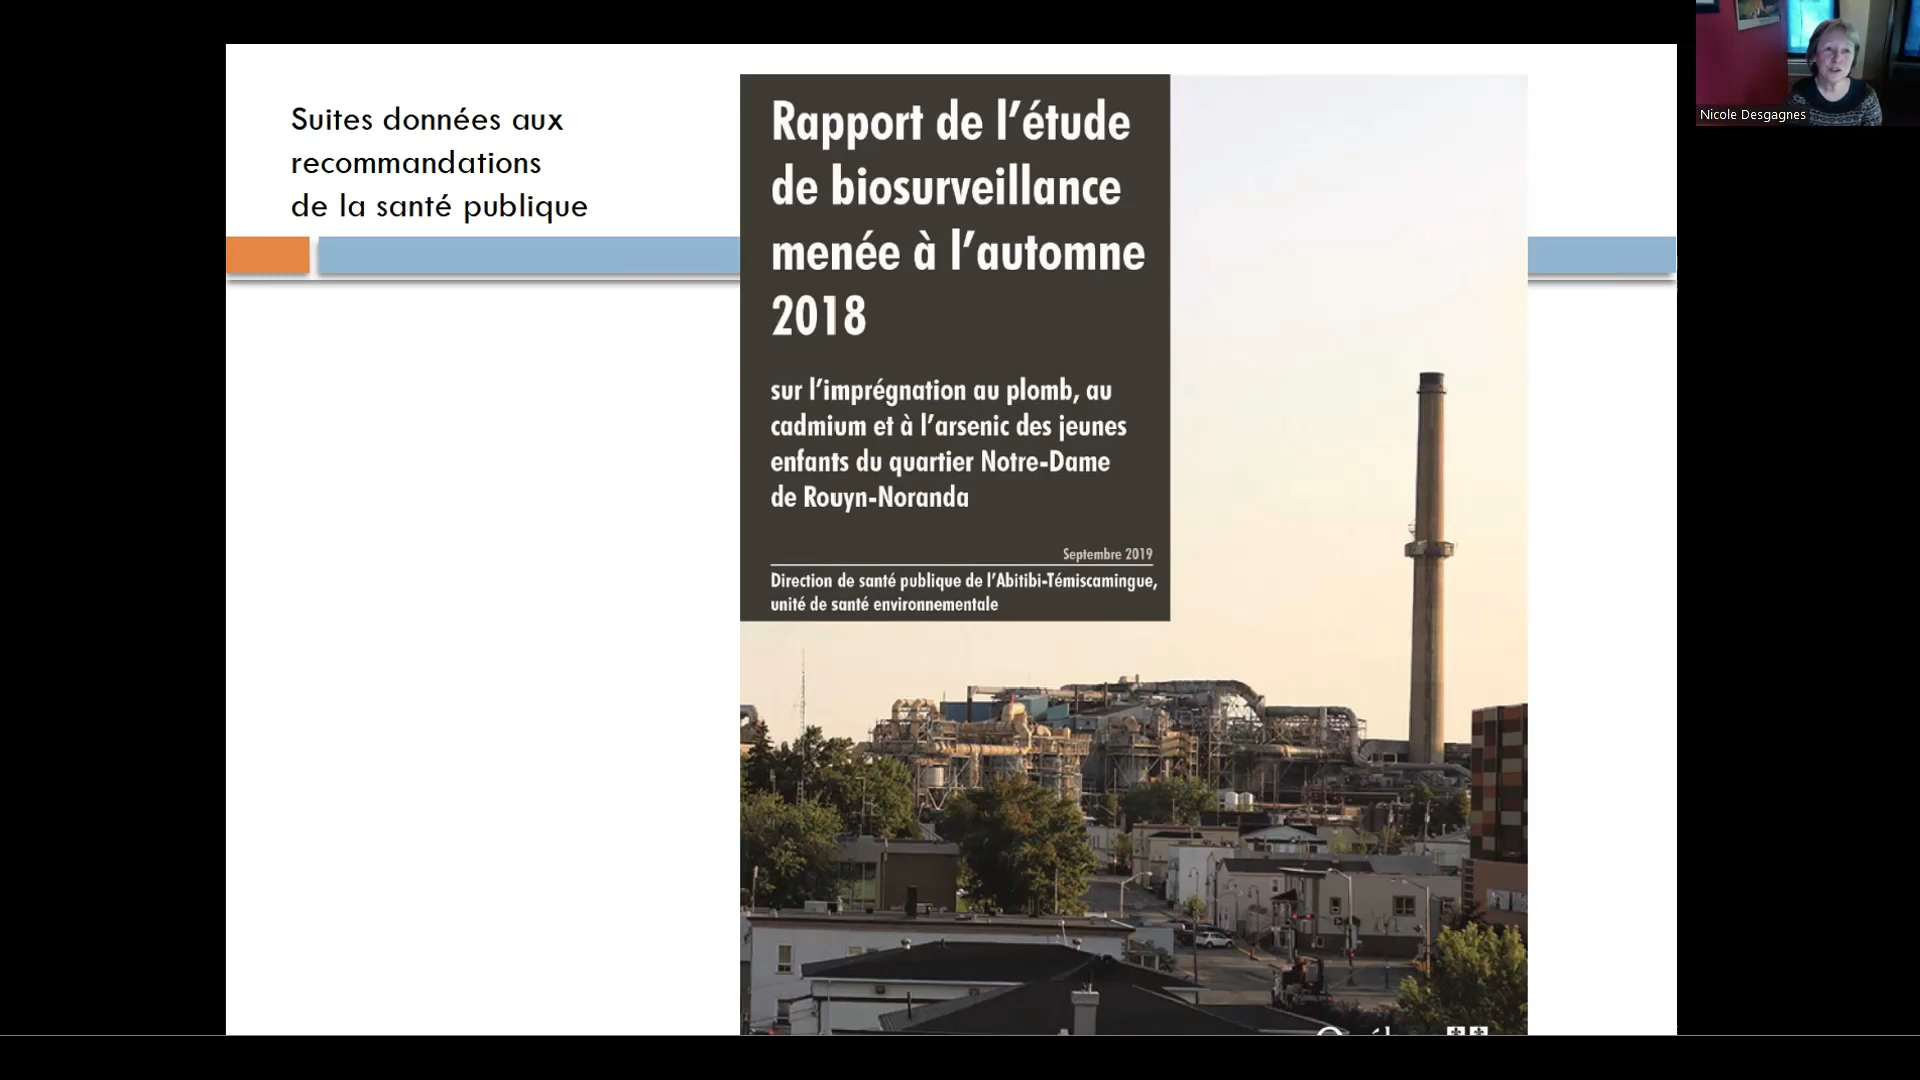 Suites données aux
recommandations
de la santé publique
Rapport de l’étude
de biosurveillance
menée à l’automne
2018
sur l’imprégnation au plomb, au
cadmium et à l’arsenic des jeunes
enfants du quartier Notre-Dame
de Rouyn-Noranda
Septembre 2019
Direction de santé publique de l’Abitibi-Témiscamingue,
unité de santé environnementale
Nicole Desgagnes